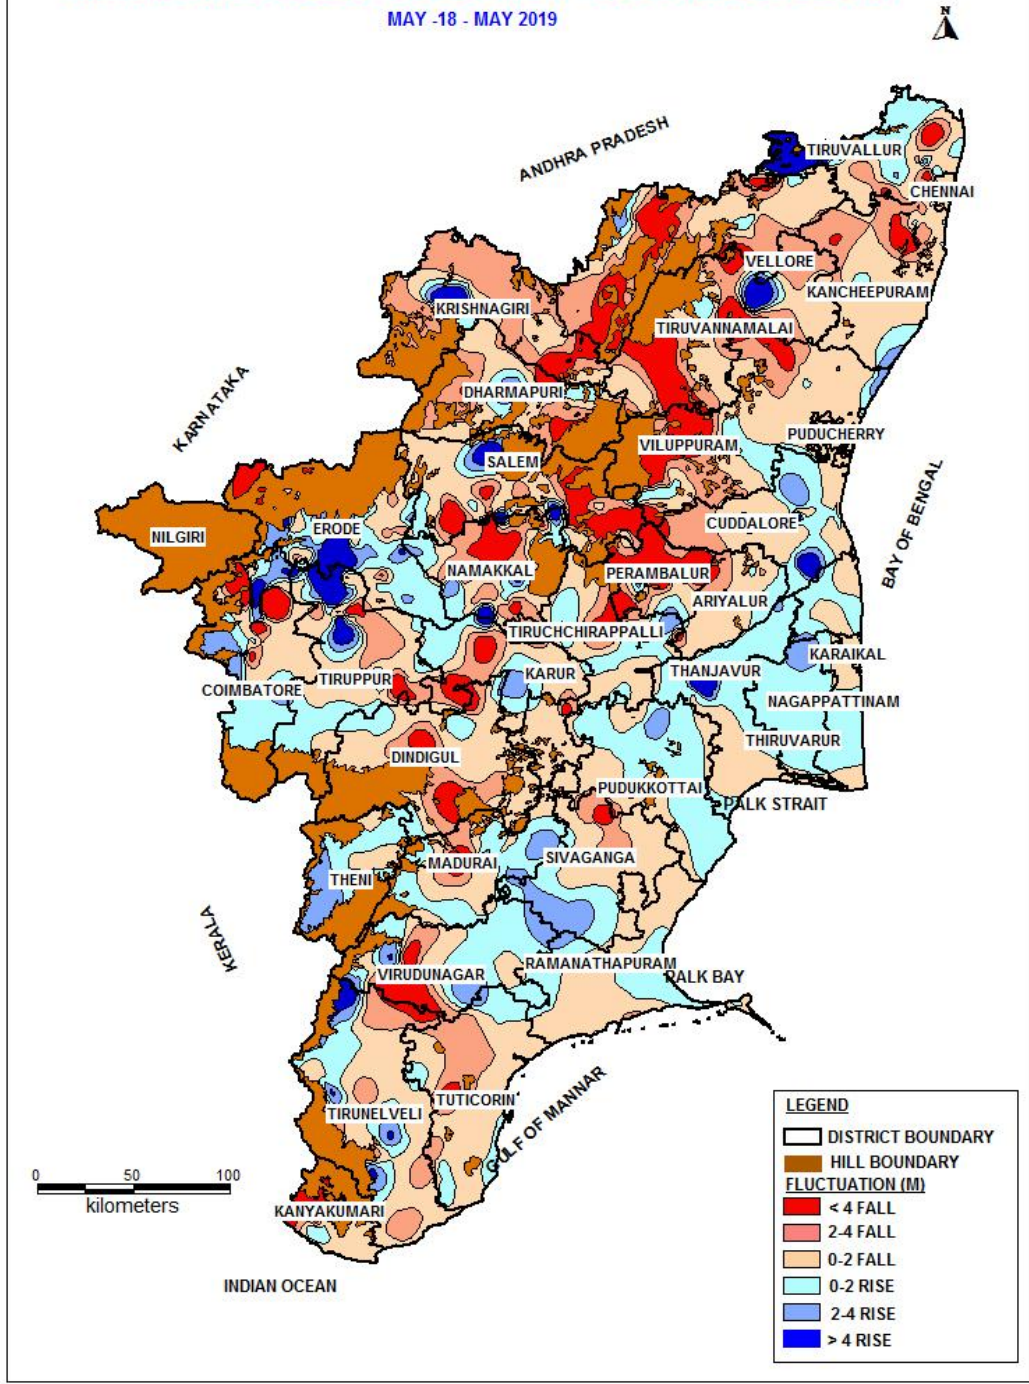 MAY -18 - MAY 2019
N
ANDHRA PRADESH
TIRUVALLUR
CHENNAI
VELLORE
KANCHEEPURAM
KRISHNAGIRI
TIRUVANNAMALAI
KARNATAKA
DHARMAPURI
PUDUCHERRY
VILUPPURAM
SALEM
BAY OF BENGAL
CUDDALORE
ERODE
NILGIRI
NAMAKKAL
PERAMBALUR
ARIYALUR
TIRUCHCHIRAPPALLI
KARAIKAL
THANJAVUR
KARUR
TIRUPPUR
COIMBATORE
NAGAPPATTINAM
THIRUVARUR
DINDIGUL
PUDUKKOTTAI
PALK STRAIT
SIVAGANGA
MADURAI
THENI
KERALA
RAMANATHAPURAM
VIRUDUNAGAR
PALK BAY
TUTICORIN
TIRUNELVELI
GULF OF MANNAR
KANYAKUMARI
INDIAN OCEAN
0 50 100
kilometers
LEGEND
DISTRICT BOUNDARY
HILL BOUNDARY
FLUCTUATION (M)
< 4 FALL
2-4 FALL
0-2 FALL
0-2 RISE
2-4 RISE
> 4 RISE